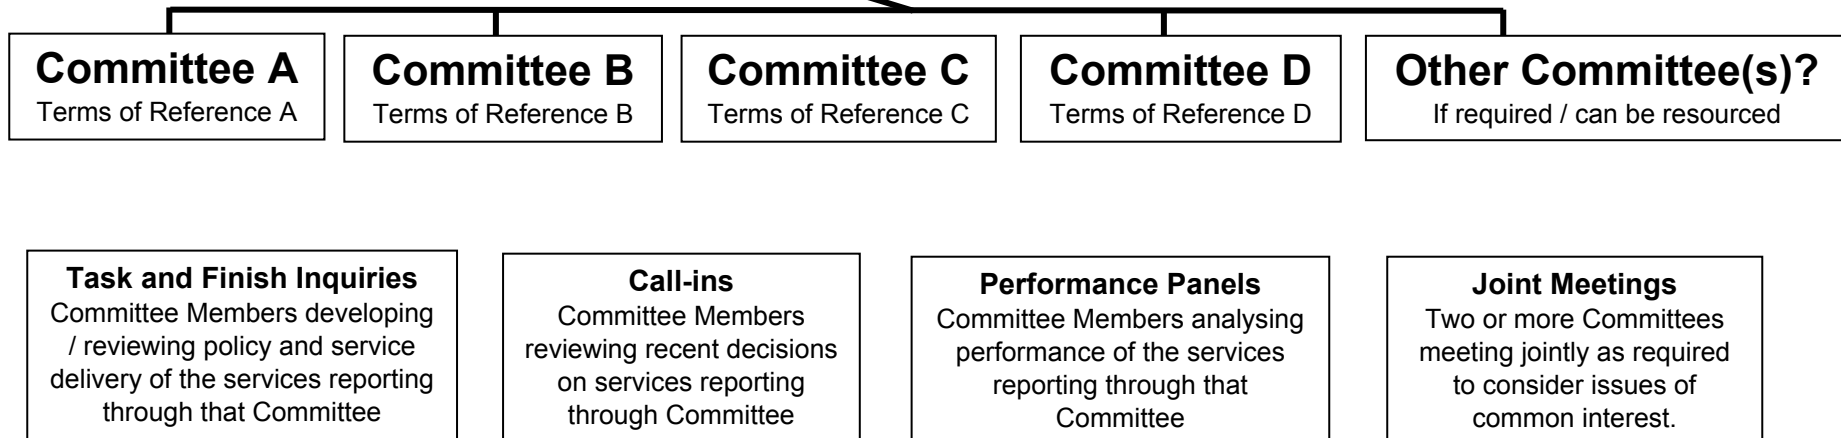 Committee A
Terms of Reference A
Committee B
Terms of Reference B
Committee C
Terms of Reference C
Committee D
Terms of Reference D
Other Committee(s)?
If required / can be resourced
Task and Finish Inquiries
Committee Members developing
/ reviewing policy and service
delivery of the services reporting
through that Committee
Call-ins
Committee Members
reviewing recent decisions
on services reporting
through Committee
Performance Panels
Committee Members analysing
performance of the services
reporting through that
Committee
Joint Meetings
Two or more Committees
meeting jointly as required
to consider issues of
common interest.